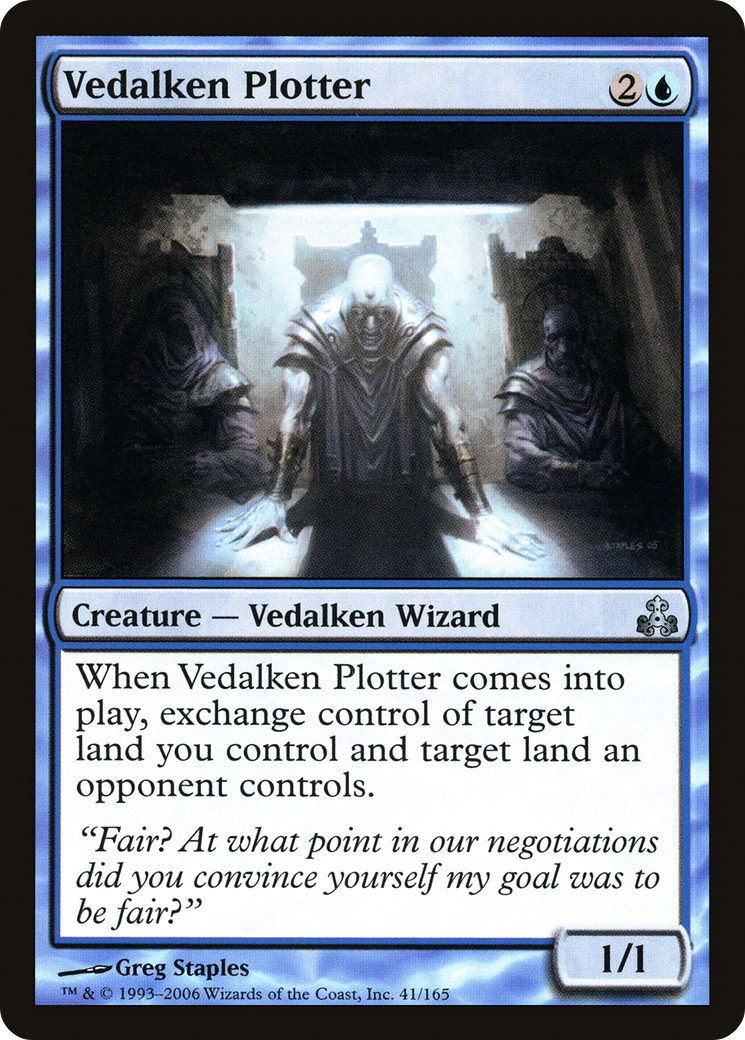 Vedalken Plotter 2
STAPLES 05
Creature — Vedalken Wizard
When Vedalken Plotter comes into
play, exchange control of target
land you control and target land an
opponent controls.
“Fair? At what point in our negotiations
did you convince yourself my goal was to
be fair?”
1/1
Greg Staples
™ & © 1993–2006 Wizards of the Coast, Inc. 41/165